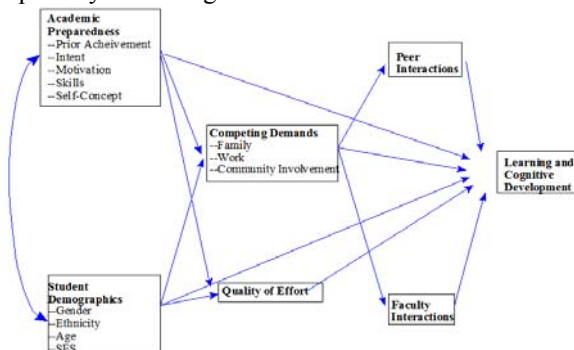 Academic
Preparedness
--Prior Acheivement
--Intent
--Motivation
--Skills
--Self-Concept
Peer
Interactions
Competing Demands
--Family
--Work
--Community Involvement
Learning and
Cognitive
Development
Student
Demographics
--Gender
--Ethnicity
--Age
--SES
Quality of Effort
Faculty
Interactions